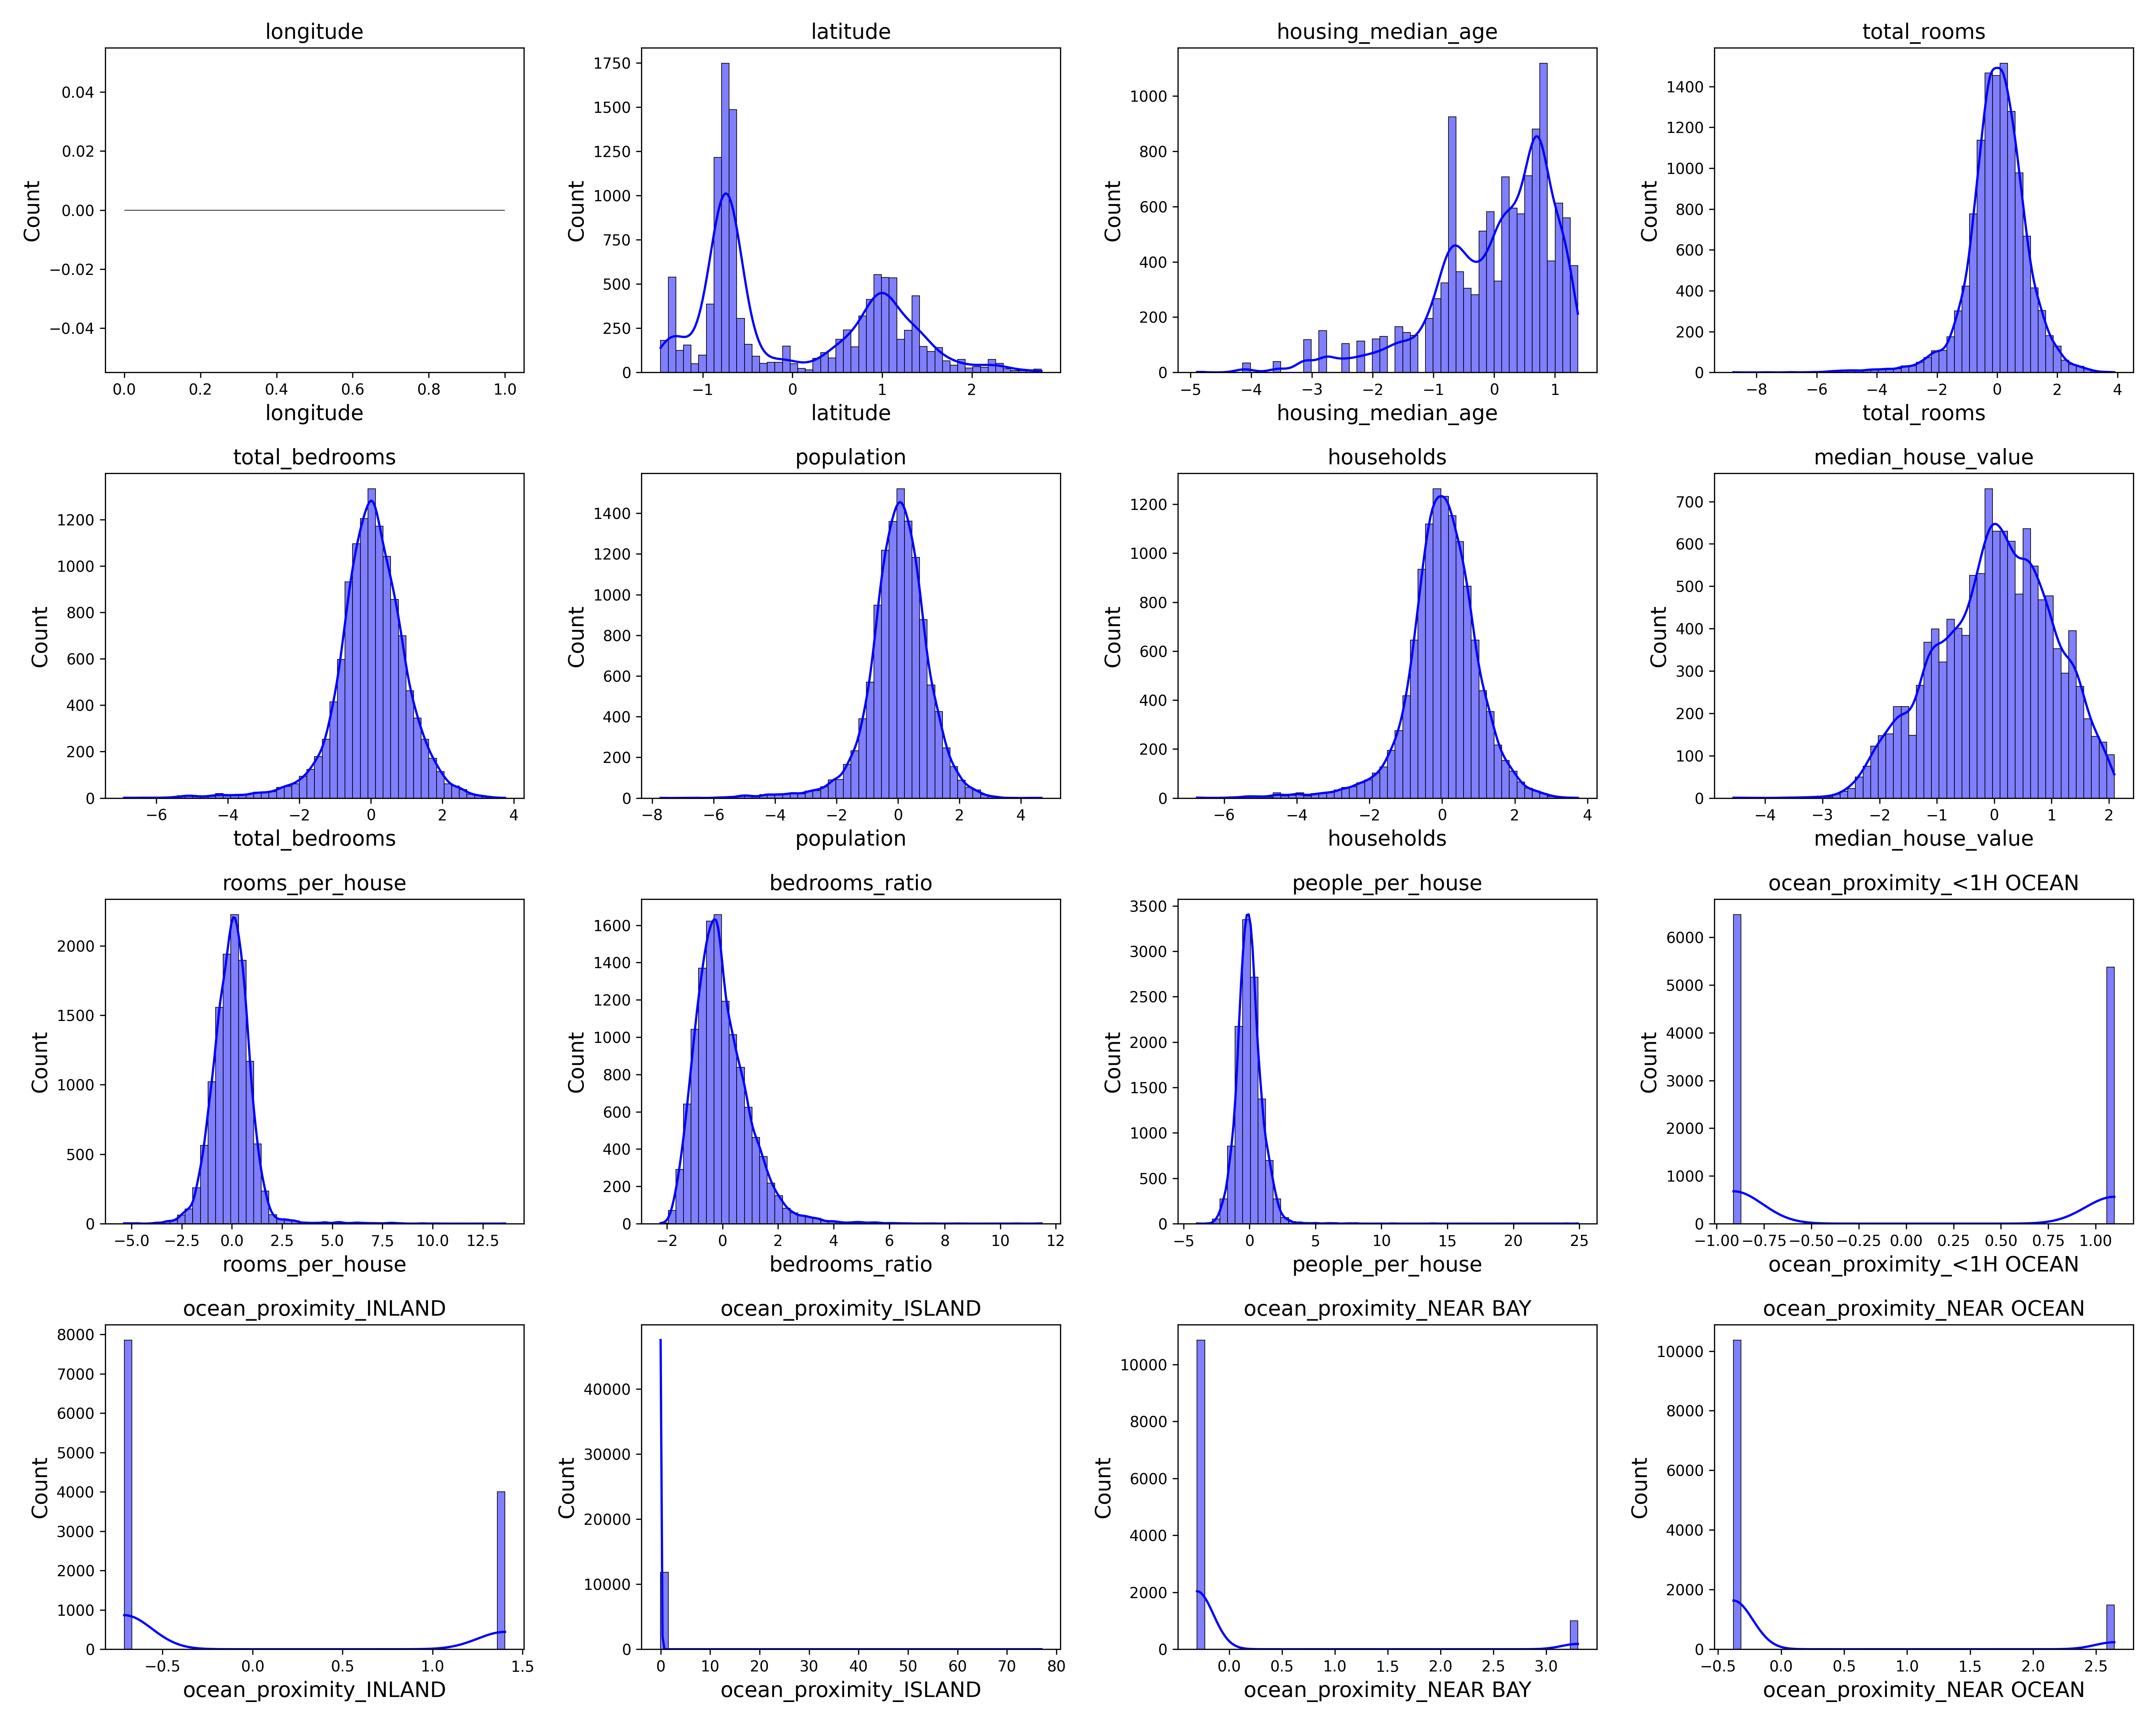 longitude
latitude
housing_median_age
total_rooms
Count
0.04
0.02
0.00
−0.02
−0.04
0.0 0.2 0.4 0.6 0.8 1.0
longitude
Count
1750
1500
1250
1000
750
500
250
0
−1 0 1 2
latitude
Count
1000
800
600
400
200
0
−5 −4 −3 −2 −1 0 1
housing_median_age
Count
1400
1200
1000
800
600
400
200
0
−8 −6 −4 −2 0 2 4
total_rooms
total_bedrooms
population
households
median_house_value
Count
1200
1000
800
600
400
200
0
−6 −4 −2 0 2 4
total_bedrooms
Count
1400
1200
1000
800
600
400
200
0
−8 −6 −4 −2 0 2 4
population
Count
1200
1000
800
600
400
200
0
−6 −4 −2 0 2 4
households
Count
700
600
500
400
300
200
100
0
−4 −3 −2 −1 0 1 2
median_house_value
rooms_per_house
bedrooms_ratio
people_per_house
ocean_proximity_<1H OCEAN
Count
2000
1500
1000
500
0
−5.0 −2.5 0.0 2.5 5.0 7.5 10.0 12.5
rooms_per_house
Count
1600
1400
1200
1000
800
600
400
200
0
−2 0 2 4 6 8 10 12
bedrooms_ratio
Count
3500
3000
2500
2000
1500
1000
500
0
−5 0 5 10 15 20 25
people_per_house
Count
6000
5000
4000
3000
2000
1000
0
−1.00 −0.75 −0.50 −0.25 0.00 0.25 0.50 0.75 1.00
ocean_proximity_<1H OCEAN
ocean_proximity_INLAND
ocean_proximity_ISLAND
ocean_proximity_NEAR BAY
ocean_proximity_NEAR OCEAN
Count
8000
7000
6000
5000
4000
3000
2000
1000
0
−0.5 0.0 0.5 1.0 1.5
ocean_proximity_INLAND
Count
40000
30000
20000
10000
0
0 10 20 30 40 50 60 70 80
ocean_proximity_ISLAND
Count
10000
8000
6000
4000
2000
0
0.0 0.5 1.0 1.5 2.0 2.5 3.0
ocean_proximity_NEAR BAY
Count
10000
8000
6000
4000
2000
0
−0.5 0.0 0.5 1.0 1.5 2.0 2.5
ocean_proximity_NEAR OCEAN